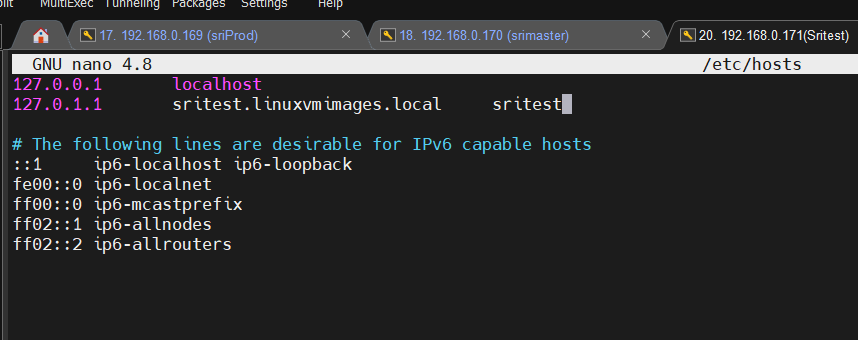 plit MultiExec Tunneling Packages Settings Help
17. 192.168.0.169 (sriProd) 18. 192.168.0.170 (srimaster) 20. 192.168.0.171(Sritest)
GNU nano 4.8 /etc/hosts
127.0.0.1 localhost
127.0.1.1 sritest.linuxvmimages.local sritest
# The following lines are desirable for IPv6 capable hosts
::1 ip6-localhost ip6-loopback
fe00::0 ip6-localnet
ff00::0 ip6-mcastprefix
ff02::1 ip6-allnodes
ff02::2 ip6-allrouters